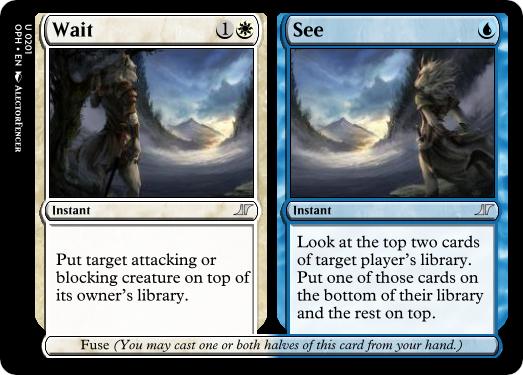 Wait 1
Instant
Put target attacking or
blocking creature on top of
its owner's library.
See
Instant
Look at the top two cards
of target player's library.
Put one of those cards on
the bottom of their library
and the rest on top.
Fuse (You may cast one or both halves of this card from your hand.)
U 0201
OPH • EN AlectorFencer